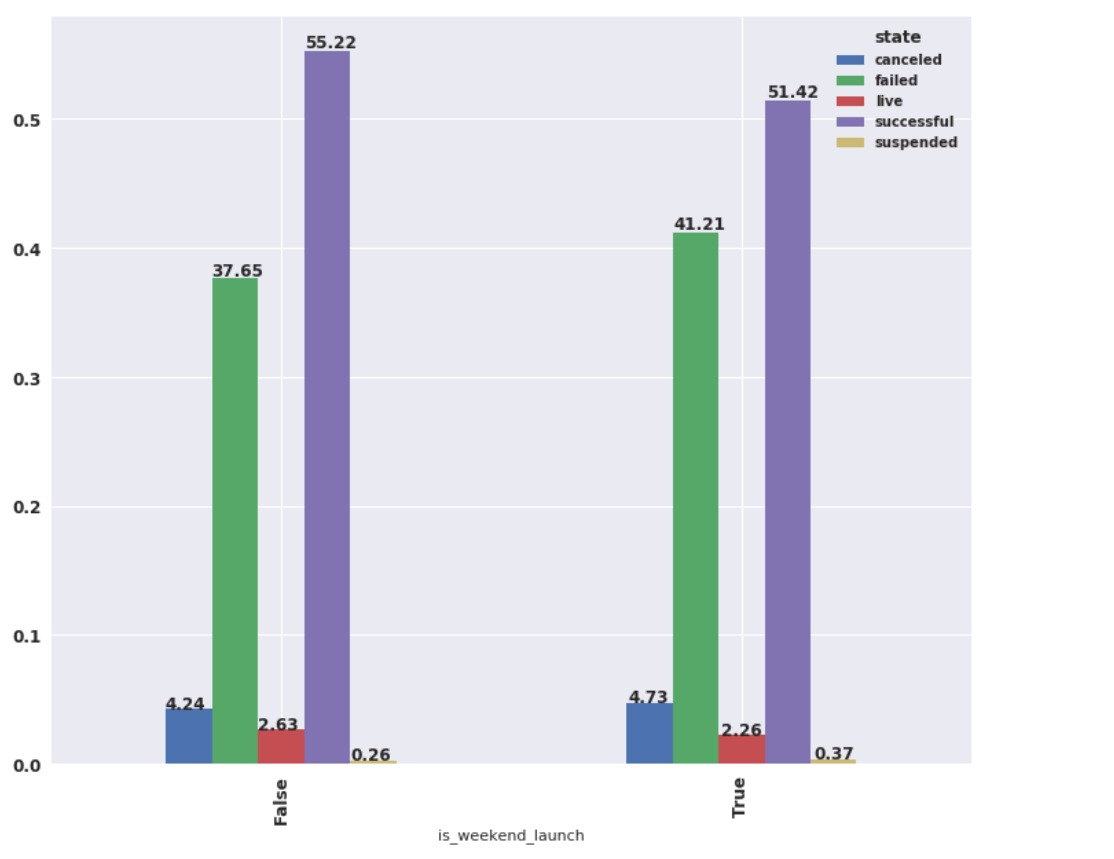 55.22
state
canceled
failed
live
successful
suspended
51.42
0.5
41.21
0.4
37.65
0.3
0.2
0.1
4.24
2.63
0.26
4.73
2.26
0.37
0.0
False
True
is_weekend_launch